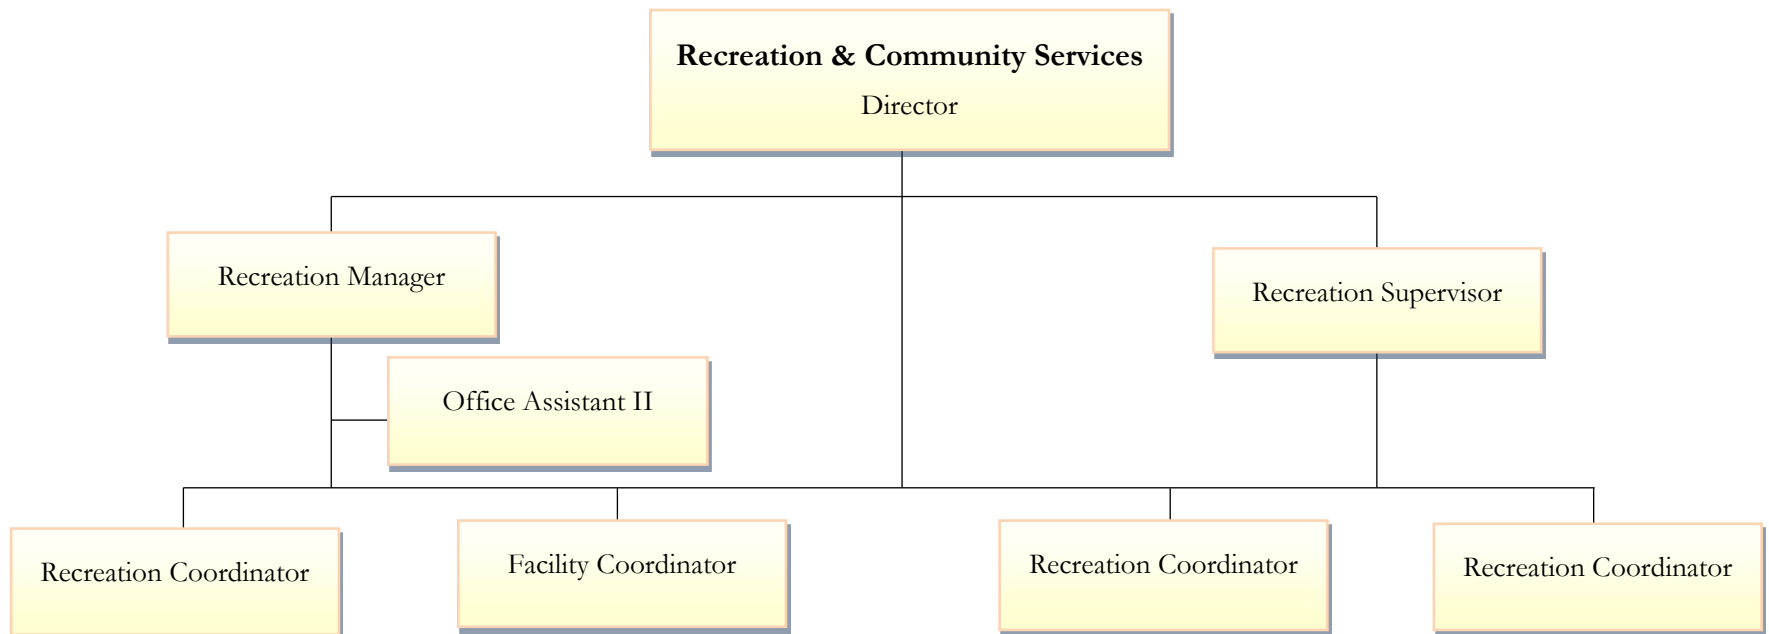 Recreation & Community Services
Director
Recreation Manager
Recreation Supervisor
Office Assistant II
Recreation Coordinator
Facility Coordinator
Recreation Coordinator
Recreation Coordinator